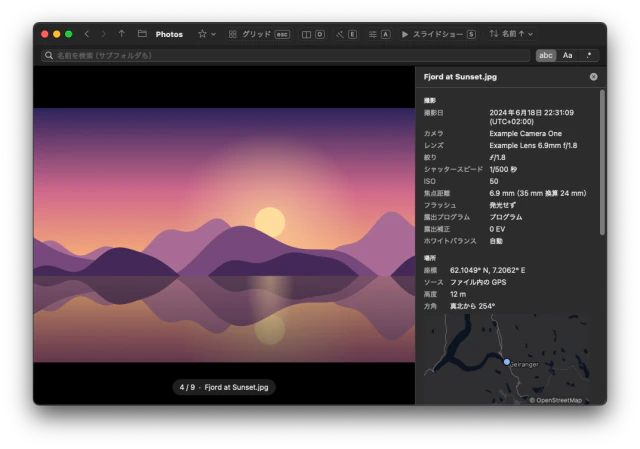 Photos
グリッド esc
D
E
A
スライドショー S
名前
名前を検索 (サブフォルダも)
abc Aa .*
Fjord at Sunset.jpg
撮影
撮影日 2024年6月18日 22:31:09 (UTC+02:00)
カメラ Example Camera One
レンズ Example Lens 6.9mm f/1.8
絞り ƒ/1.8
シャッタースピード 1/500 秒
ISO 50
焦点距離 6.9 mm (35 mm 換算 24 mm)
フラッシュ 発光せず
露出プログラム プログラム
露出補正 0 EV
ホワイトバランス 自動
場所
座標 62.1049° N, 7.2062° E
ソース ファイル内の GPS
高度 12 m
方角 真北から 254°
Geiranger
© OpenStreetMap
4 / 9 · Fjord at Sunset.jpg